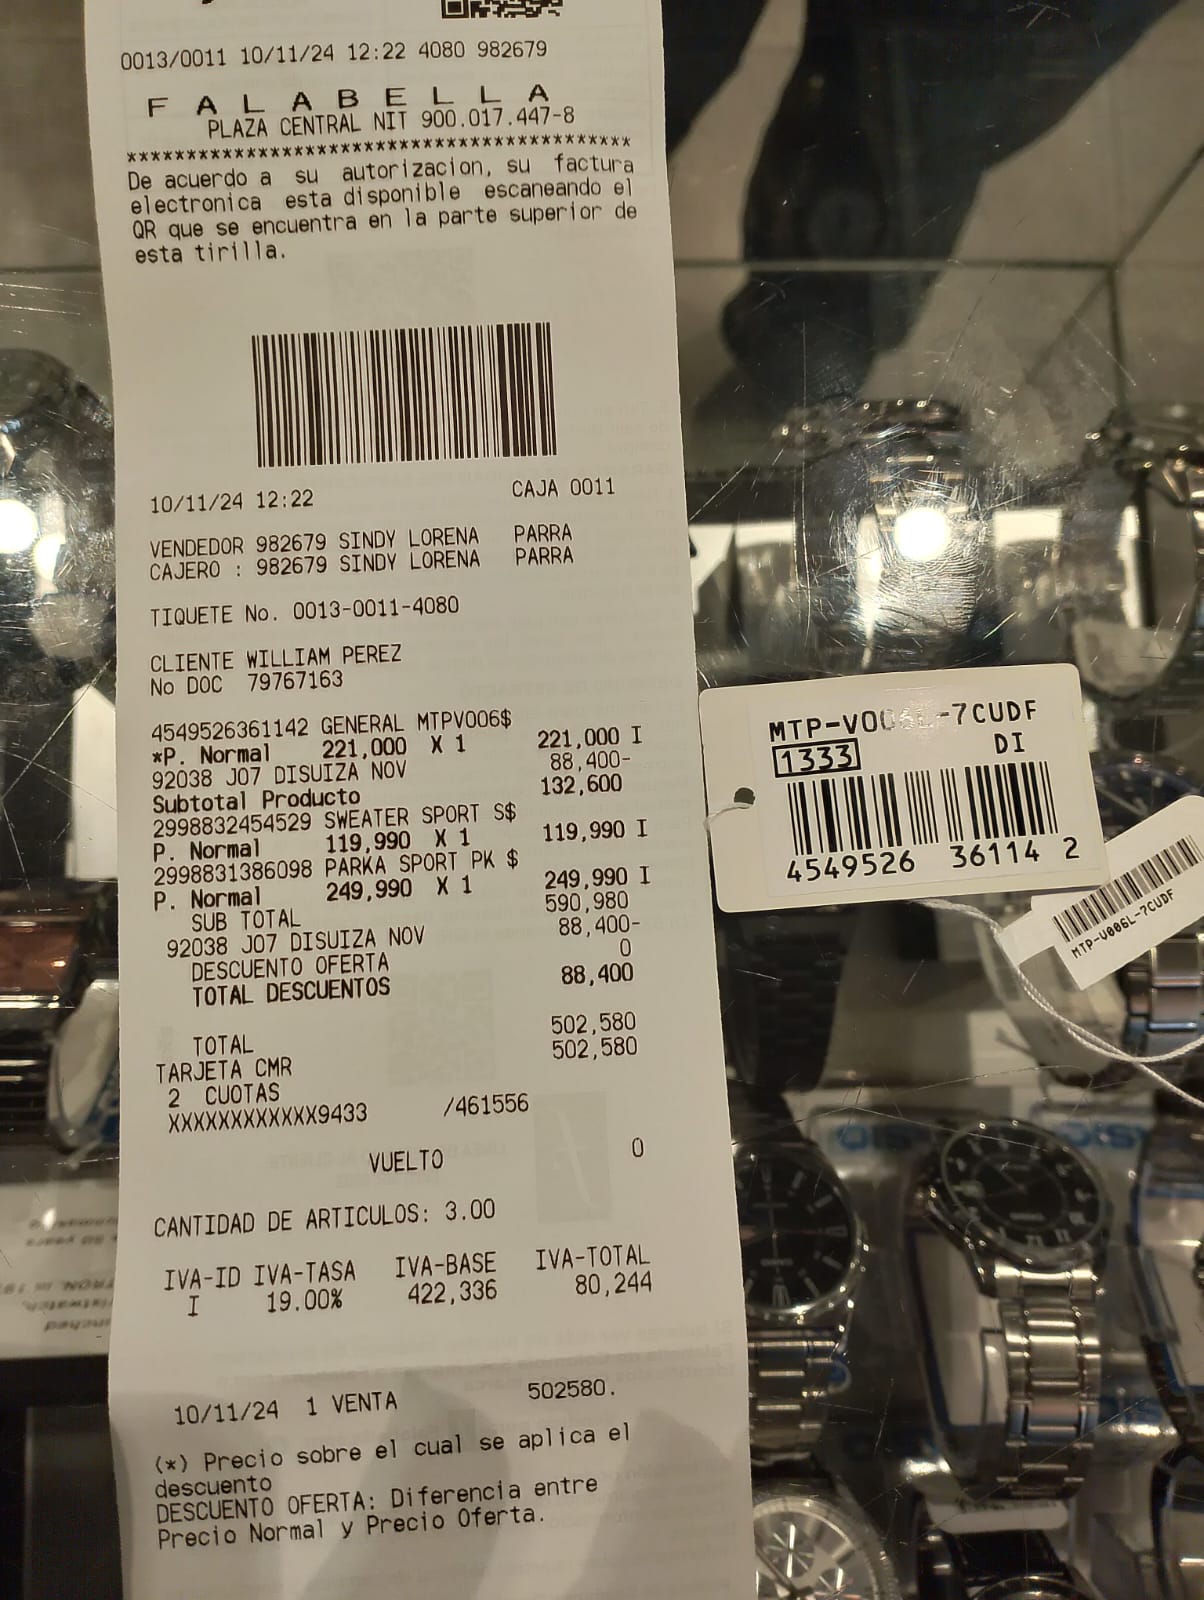 0013/0011 10/11/24 12:22 4080 982679
F A L A B E L L A
PLAZA CENTRAL NIT 900.017.447-8
******************************************
De acuerdo a su autorizacion, su factura
electronica esta disponible escaneando el
QR que se encuentra en la parte superior de
esta tirilla.
10/11/24 12:22 CAJA 0011
VENDEDOR 982679 SINDY LORENA PARRA
CAJERO : 982679 SINDY LORENA PARRA
TIQUETE No. 0013-0011-4080
CLIENTE WILLIAM PEREZ
No DOC 79767163
4549526361142 GENERAL MTPV006$
*P. Normal 221,000 X 1 221,000 I
92038 J07 DISUIZA NOV 88,400-
Subtotal Producto 132,600
2998832454529 SWEATER SPORT S$
P. Normal 119,990 X 1 119,990 I
2998831386098 PARKA SPORT PK $
P. Normal 249,990 X 1 249,990 I
SUB TOTAL 590,980
92038 J07 DISUIZA NOV 88,400-
DESCUENTO OFERTA 0
TOTAL DESCUENTOS 88,400
TOTAL 502,580
TARJETA CMR 502,580
2 CUOTAS
XXXXXXXXXXXX9433 /461556
VUELTO 0
CANTIDAD DE ARTICULOS: 3.00
IVA-ID IVA-TASA IVA-BASE IVA-TOTAL
I 19.00% 422,336 80,244
10/11/24 1 VENTA 502580.
(*) Precio sobre el cual se aplica el
descuento
DESCUENTO OFERTA: Diferencia entre
Precio Normal y Precio Oferta.
MTP-V006L-7CUDF
1333 DI
4549526 36114 2
MTP-V006L-7CUDF